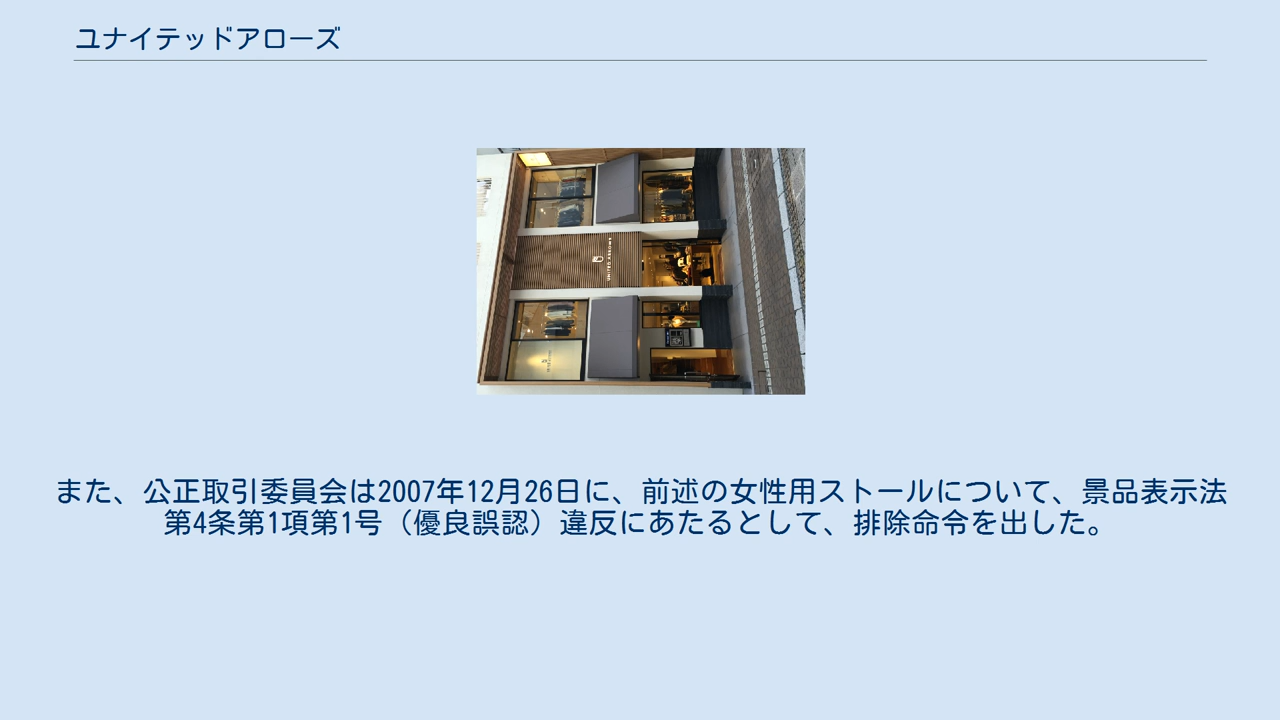 ユナイテッドアローズ
UNITED ARROWS
また、公正取引委員会は2007年12月26日に、前述の女性用ストールについて、景品表示法
第4条第1項第1号（優良誤認）違反にあたるとして、排除命令を出した。